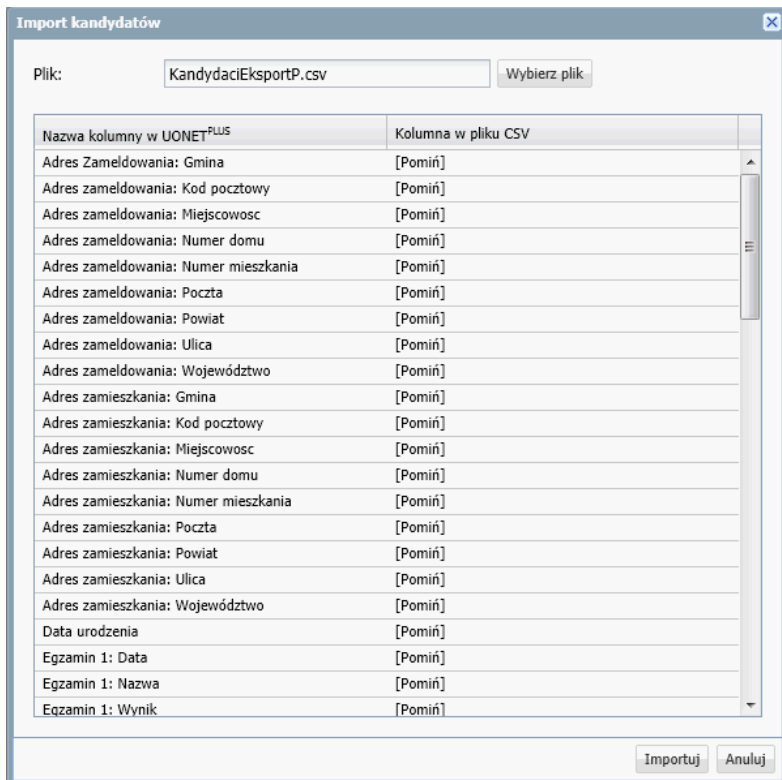 Import kandydatów
Plik: KandydaciEksportP.csv Wybierz plik
Nazwa kolumny w UONETPLUS Kolumna w pliku CSV
Adres Zameldowania: Gmina [Pomiń]
Adres zameldowania: Kod pocztowy [Pomiń]
Adres zameldowania: Miejscowosc [Pomiń]
Adres zameldowania: Numer domu [Pomiń]
Adres zameldowania: Numer mieszkania [Pomiń]
Adres zameldowania: Poczta [Pomiń]
Adres zameldowania: Powiat [Pomiń]
Adres zameldowania: Ulica [Pomiń]
Adres zameldowania: Województwo [Pomiń]
Adres zamieszkania: Gmina [Pomiń]
Adres zamieszkania: Kod pocztowy [Pomiń]
Adres zamieszkania: Miejscowosc [Pomiń]
Adres zamieszkania: Numer domu [Pomiń]
Adres zamieszkania: Numer mieszkania [Pomiń]
Adres zamieszkania: Poczta [Pomiń]
Adres zamieszkania: Powiat [Pomiń]
Adres zamieszkania: Ulica [Pomiń]
Adres zamieszkania: Województwo [Pomiń]
Data urodzenia [Pomiń]
Egzamin 1: Data [Pomiń]
Egzamin 1: Nazwa [Pomiń]
Egzamin 1: Wynik [Pomiń]
Importuj Anuluj